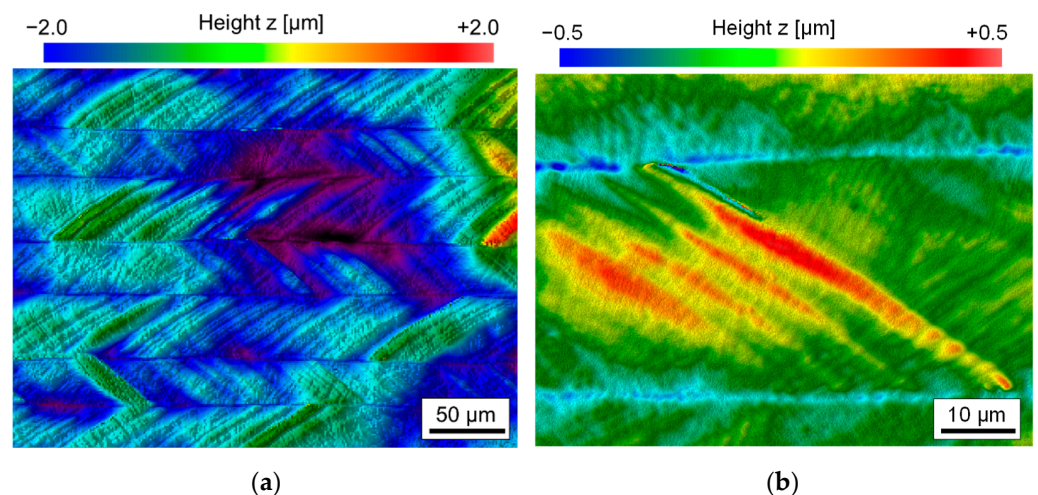 Height z [µm]
−2.0 +2.0
50 µm
(a)
Height z [µm]
−0.5 +0.5
10 µm
(b)